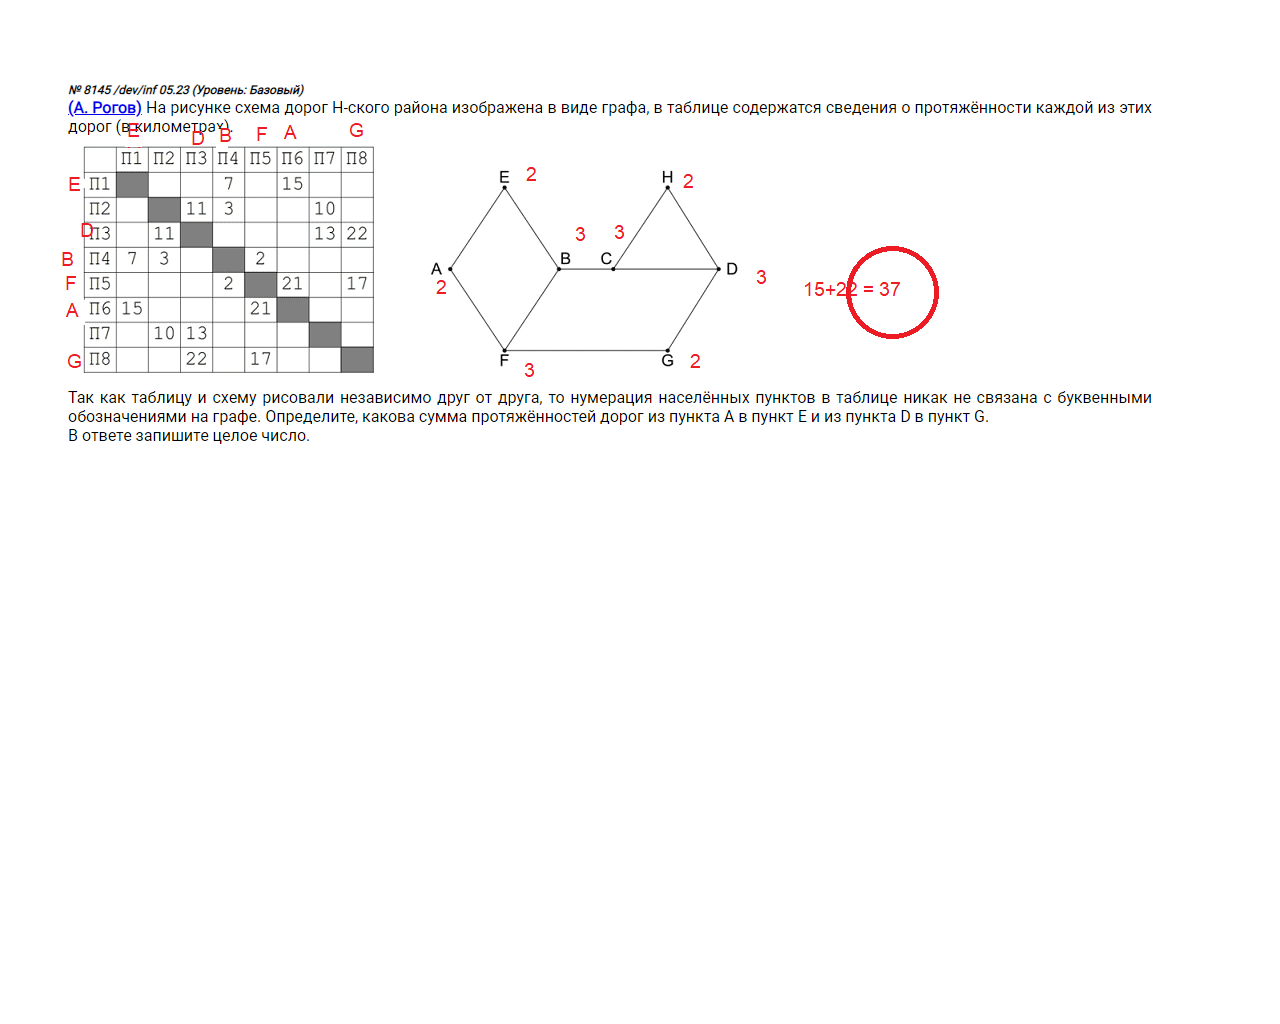 № 8145 /dev/inf 05.23 (Уровень: Базовый)
(А. Рогов) На рисунке схема дорог Н-ского района изображена в виде графа, в таблице содержатся сведения о протяжённости каждой из этих
дорог (в километрах).
E D B F A G
П1 П2 П3 П4 П5 П6 П7 П8
E П1 7 15
П2 11 3 10
D П3 11 13 22
B П4 7 3 2
F П5 2 21 17
A П6 15 21
П7 10 13
G П8 22 17
E 2 H 2
3 3
A B C D
2 3
F G 2
3
15+22 = 37
Так как таблицу и схему рисовали независимо друг от друга, то нумерация населённых пунктов в таблице никак не связана с буквенными
обозначениями на графе. Определите, какова сумма протяжённостей дорог из пункта A в пункт E и из пункта D в пункт G.
В ответе запишите целое число.